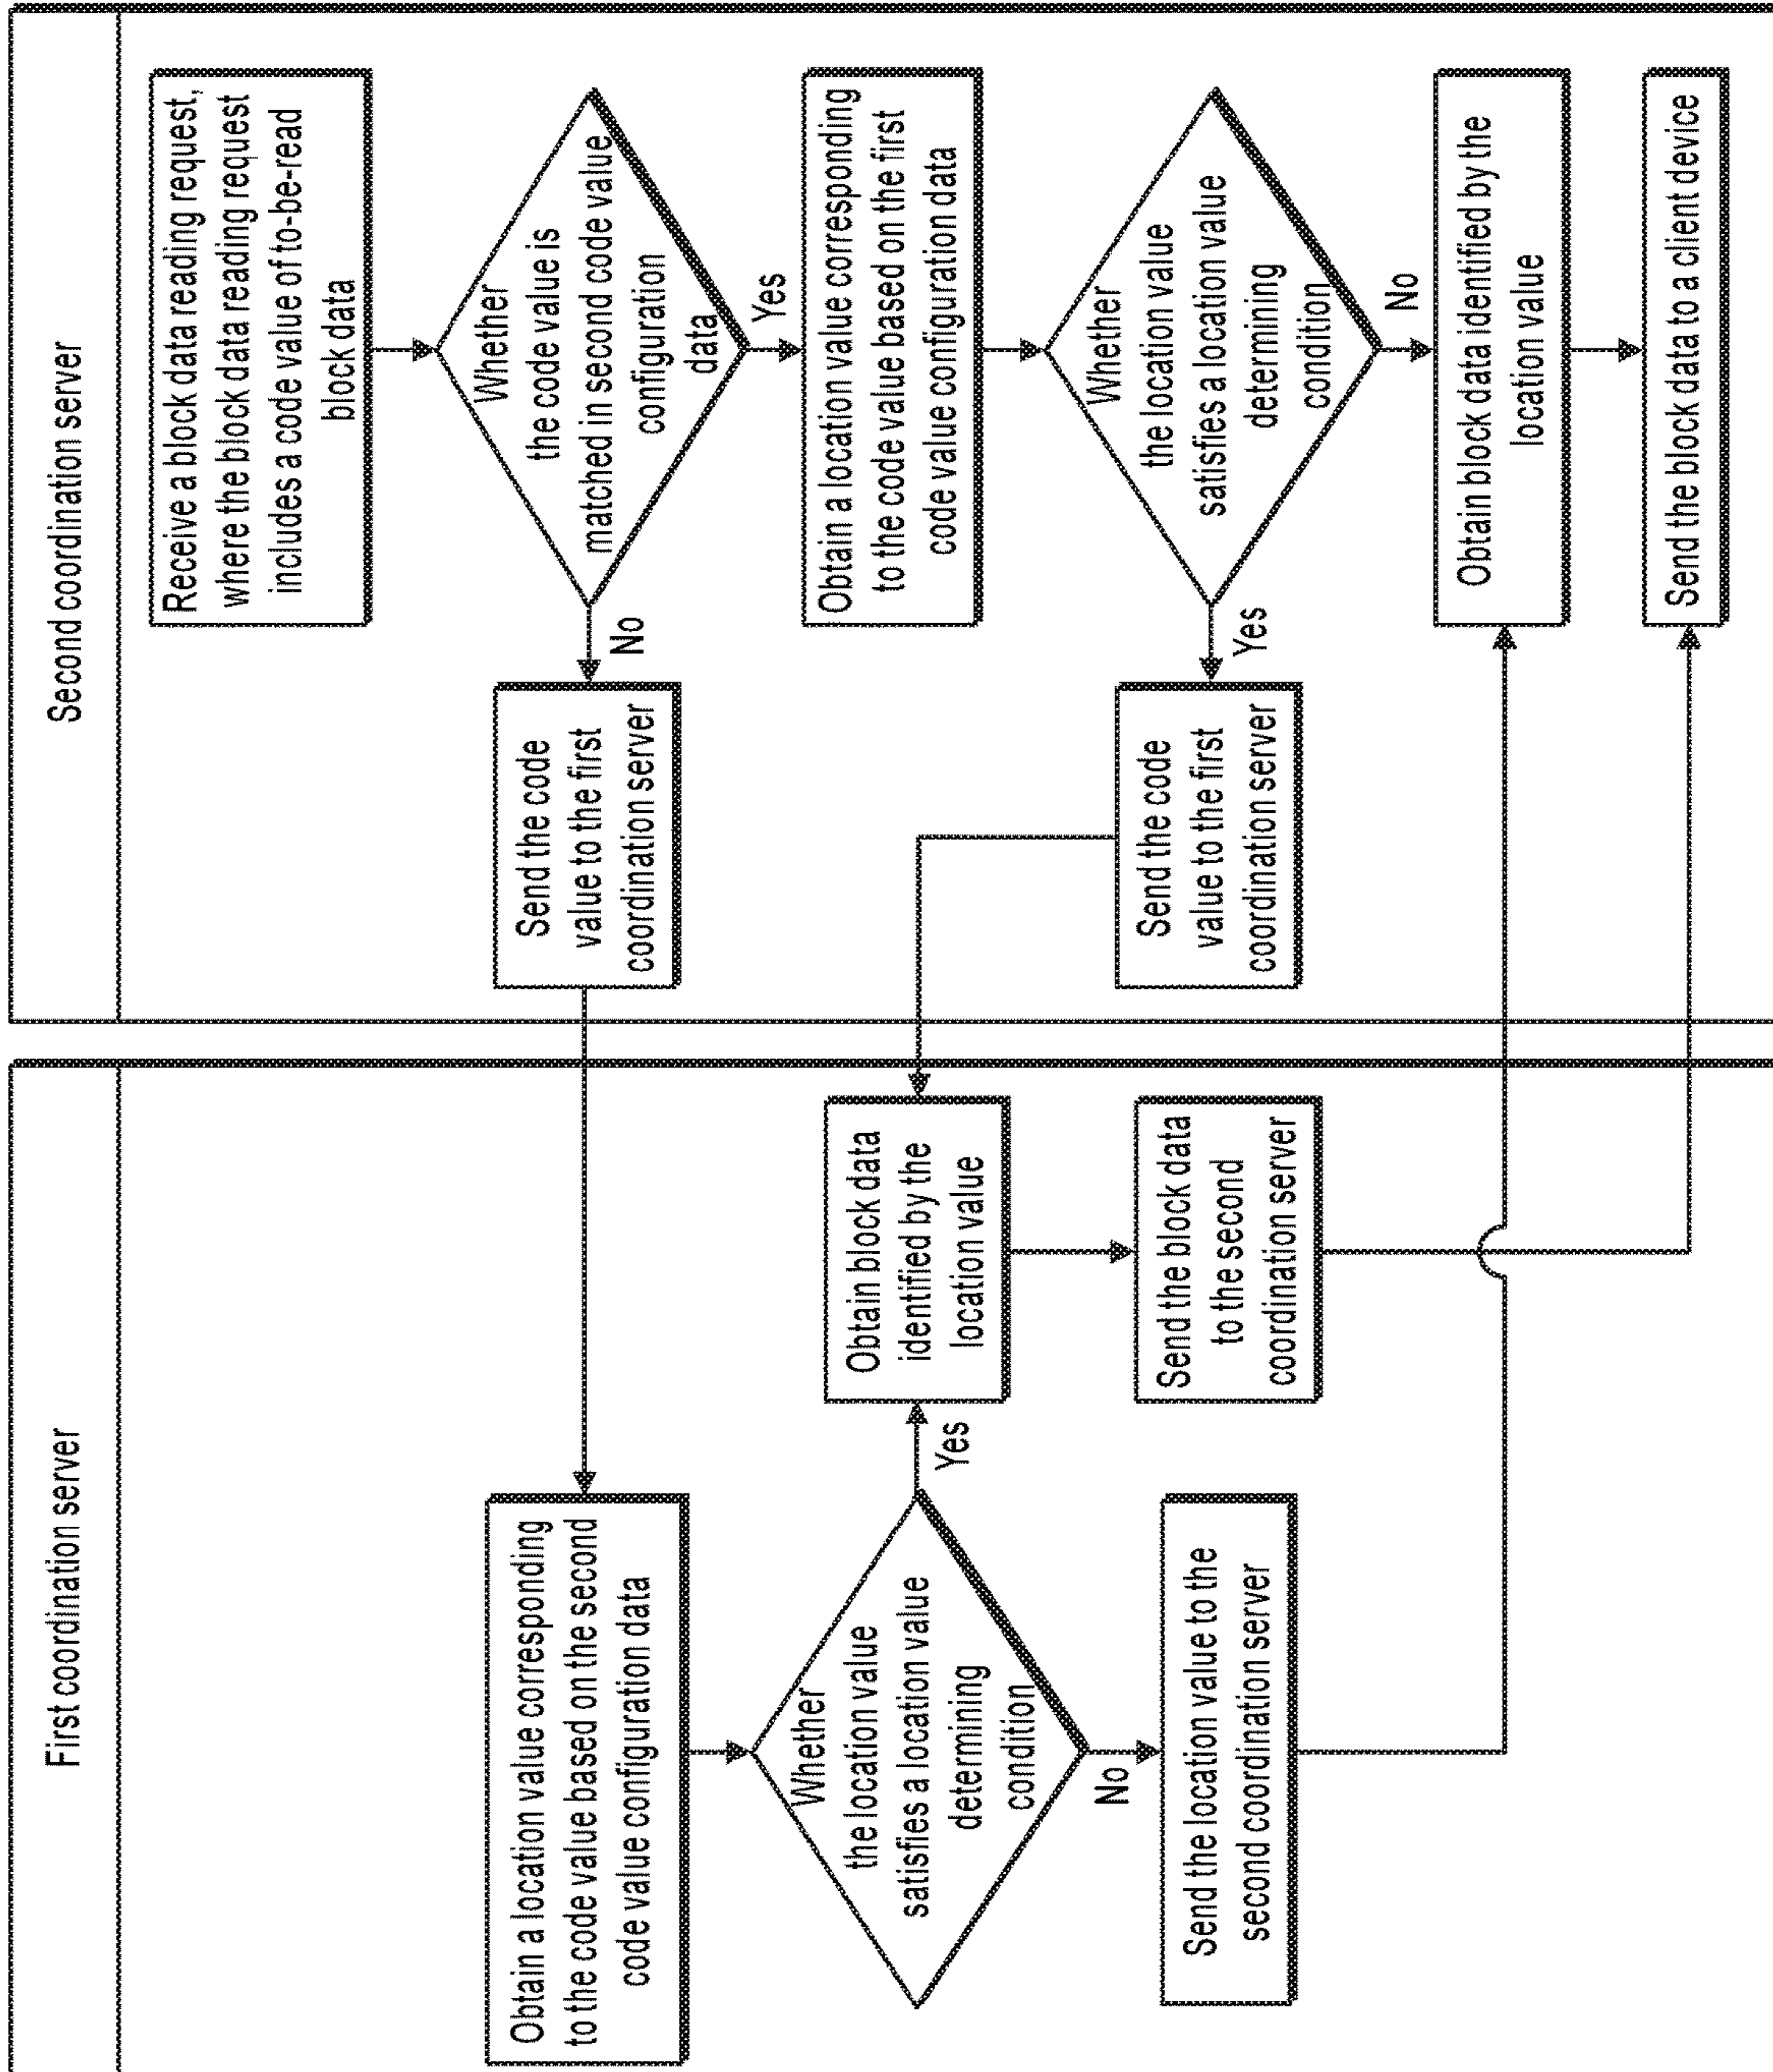 First coordination server
Second coordination server
Receive a block data reading request,
where the block data reading request
includes a code value of to-be-read
block data
Whether
the code value is
matched in second code value
configuration
data
No
Yes
Send the code
value to the first
coordination server
Obtain a location value corresponding
to the code value based on the first
code value configuration data
Obtain a location value corresponding
to the code value based on the second
code value configuration data
Whether
the location value
satisfies a location value
determining
condition
Yes
No
Send the code
value to the first
coordination server
Whether
the location value
satisfies a location value
determining
condition
Yes
No
Obtain block data
identified by the
location value
Send the block data
to the second
coordination server
Send the location value to the
second coordination server
Obtain block data identified by the
location value
Send the block data to a client device